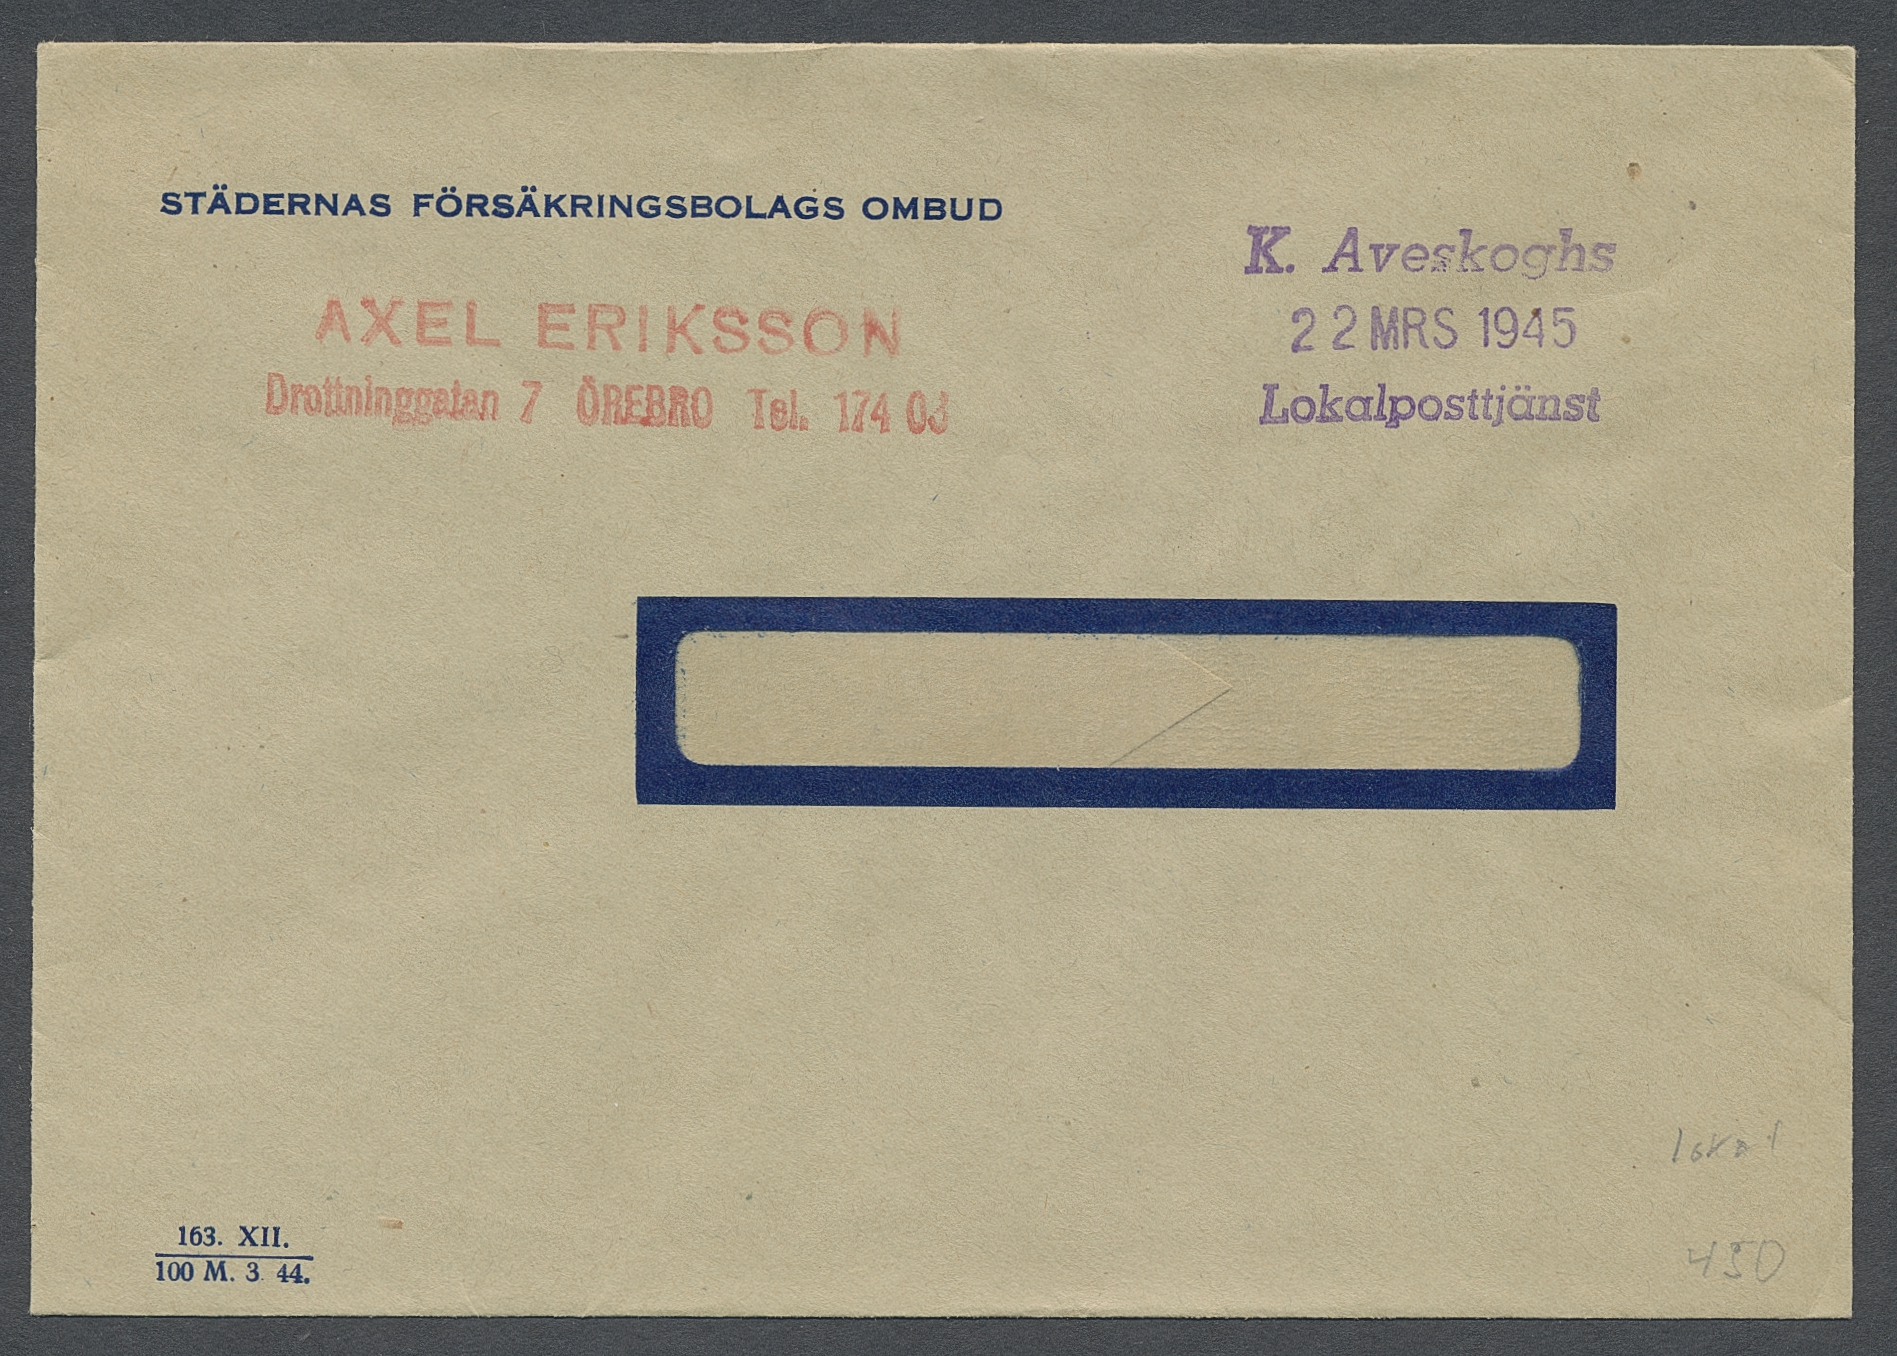 STÄDERNAS FÖRSÄKRINGSBOLAGS OMBUD
AXEL ERIKSSON
Drottninggatan 7 ÖREBRO Tel. 174 03
K. Aveskoghs
22 MRS 1945
Lokalposttjänst
lokal
450
163. XII.
100 M. 3. 44.